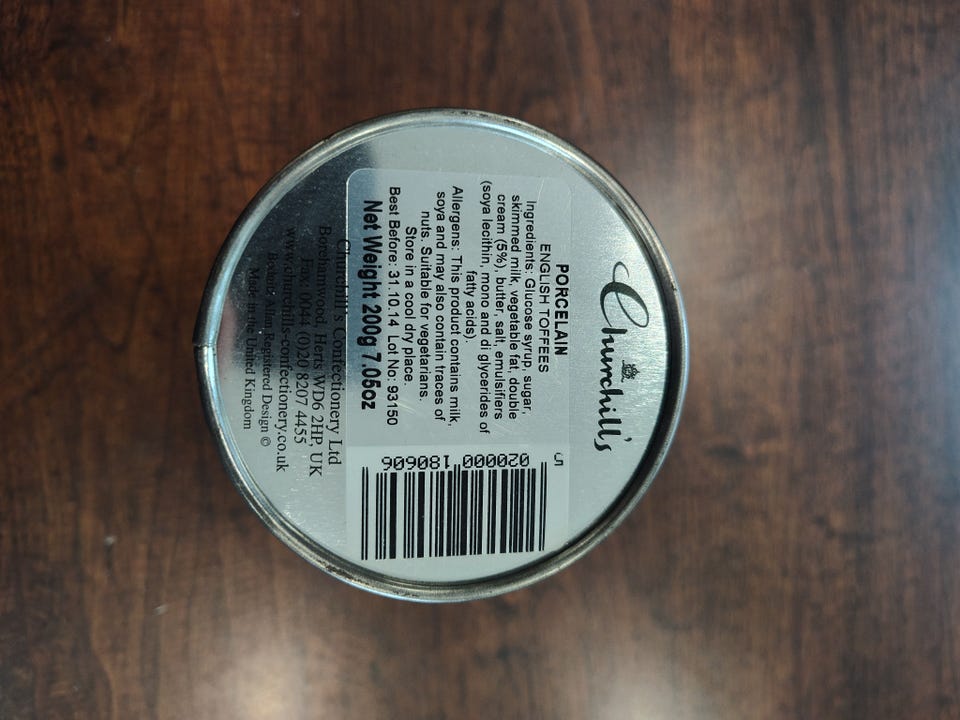 Churchill's
PORCELAIN
ENGLISH TOFFEES
Ingredients: Glucose syrup, sugar,
skimmed milk, vegetable fat, double
cream (5%), butter, salt, emulsifiers
(soya lecithin, mono and di glycerides of
fatty acids).
Allergens: This product contains milk,
soya and may also contain traces of
nuts. Suitable for vegetarians.
Store in a cool dry place.
Best Before: 31.10.14 Lot No: 93150
Net Weight 200g 7.05oz
5 020000 180606
Churchill's Confectionery Ltd
Borehamwood, Herts WD6 2HP, UK
Fax: 0044 (0)20 8207 4455
www.churchills-confectionery.co.uk
Bobette Allan Registered Design ©
Made in the United Kingdom